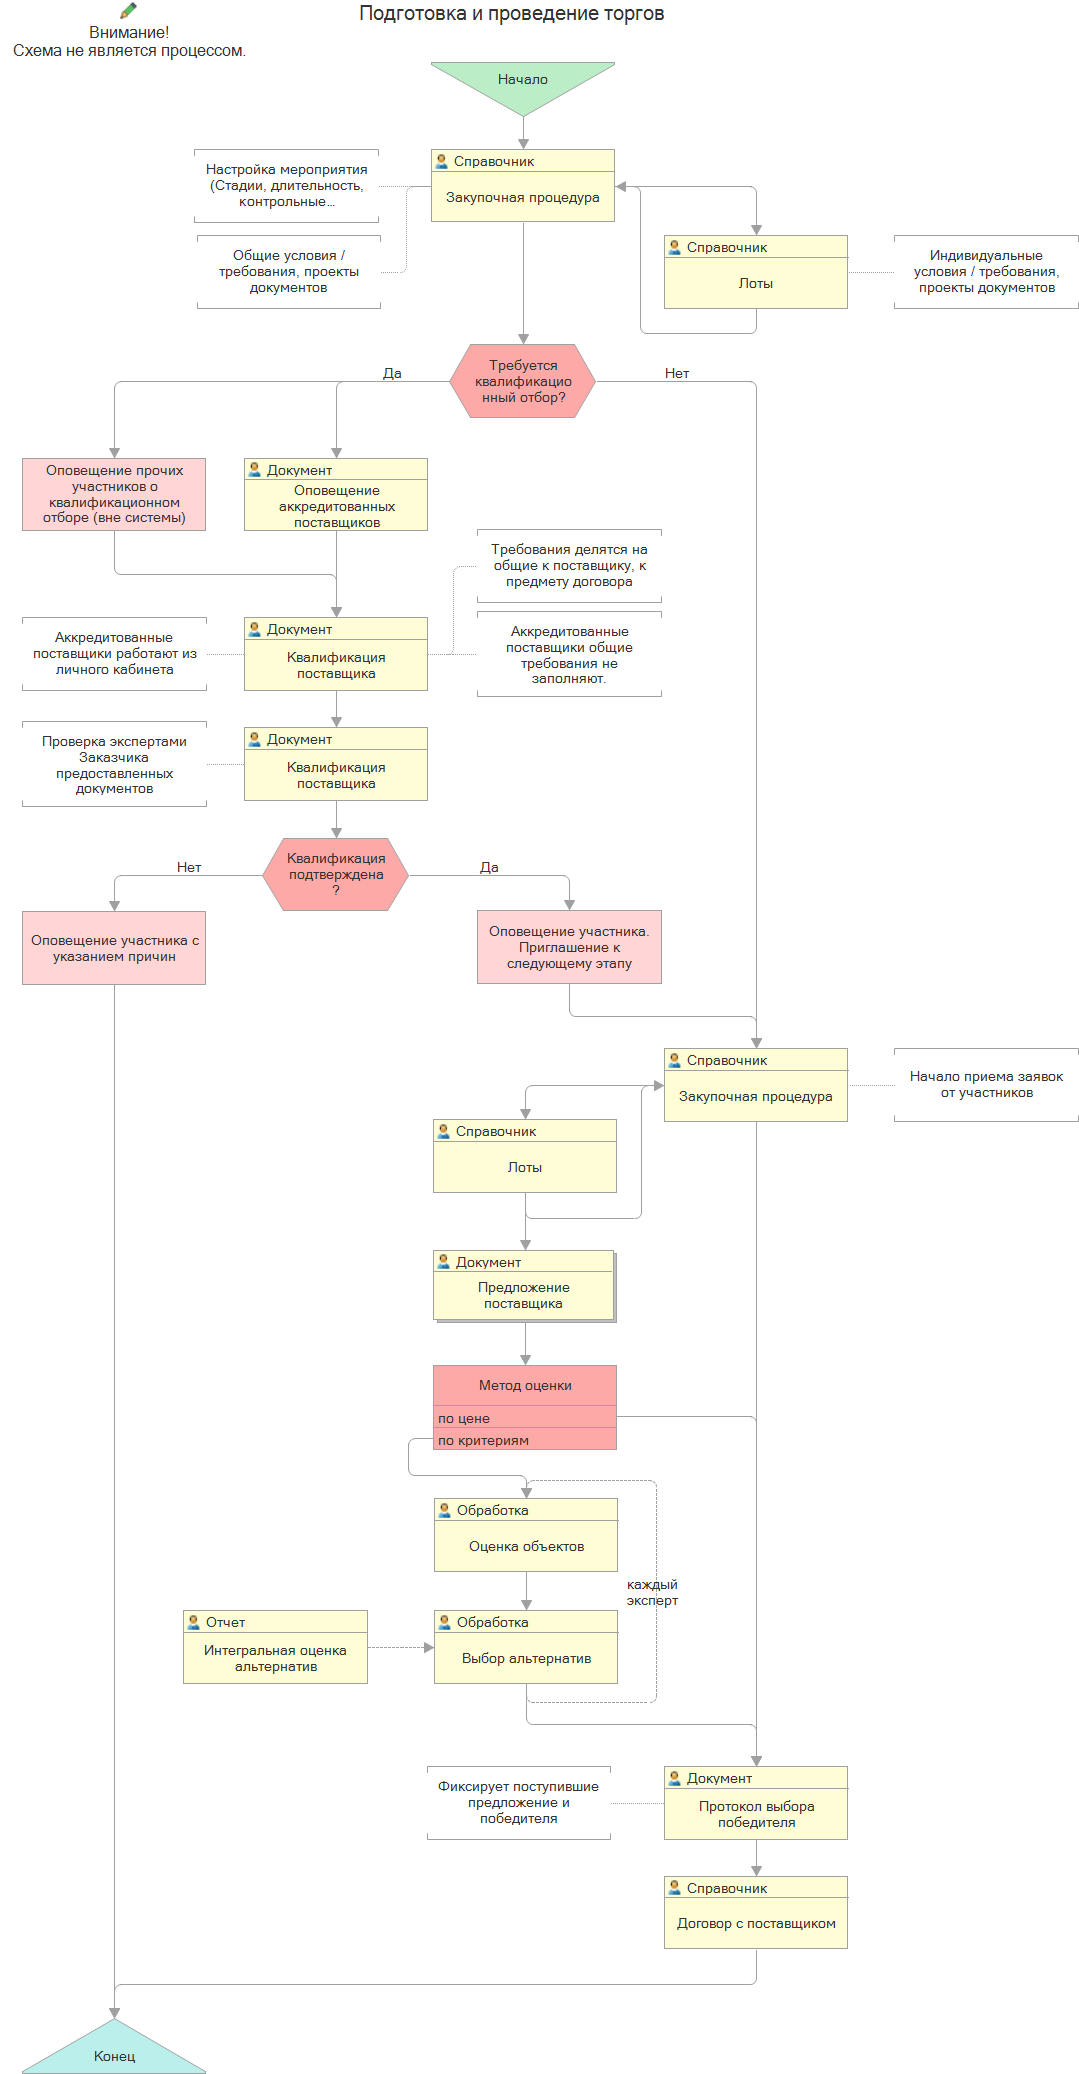 Подготовка и проведение торгов
Внимание!
Схема не является процессом.
Начало
Справочник
Закупочная процедура
Настройка мероприятия
(Стадии, длительность,
контрольные...
Общие условия /
требования, проекты
документов
Справочник
Лоты
Индивидуальные
условия / требования,
проекты документов
Требуется
квалификацио
нный отбор?
Да
Нет
Оповещение прочих
участников о
квалификационном
отборе (вне системы)
Документ
Оповещение
аккредитованных
поставщиков
Требования делятся на
общие к поставщику, к
предмету договора
Аккредитованные
поставщики работают из
личного кабинета
Документ
Квалификация
поставщика
Аккредитованные
поставщики общие
требования не
заполняют.
Проверка экспертами
Заказчика
предоставленных
документов
Документ
Квалификация
поставщика
Квалификация
подтверждена
?
Нет
Да
Оповещение участника с
указанием причин
Оповещение участника.
Приглашение к
следующему этапу
Справочник
Закупочная процедура
Начало приема заявок
от участников
Справочник
Лоты
Документ
Предложение
поставщика
Метод оценки
по цене
по критериям
Обработка
Оценка объектов
каждый
эксперт
Отчет
Интегральная оценка
альтернатив
Обработка
Выбор альтернатив
Фиксирует поступившие
предложение и
победителя
Документ
Протокол выбора
победителя
Справочник
Договор с поставщиком
Конец